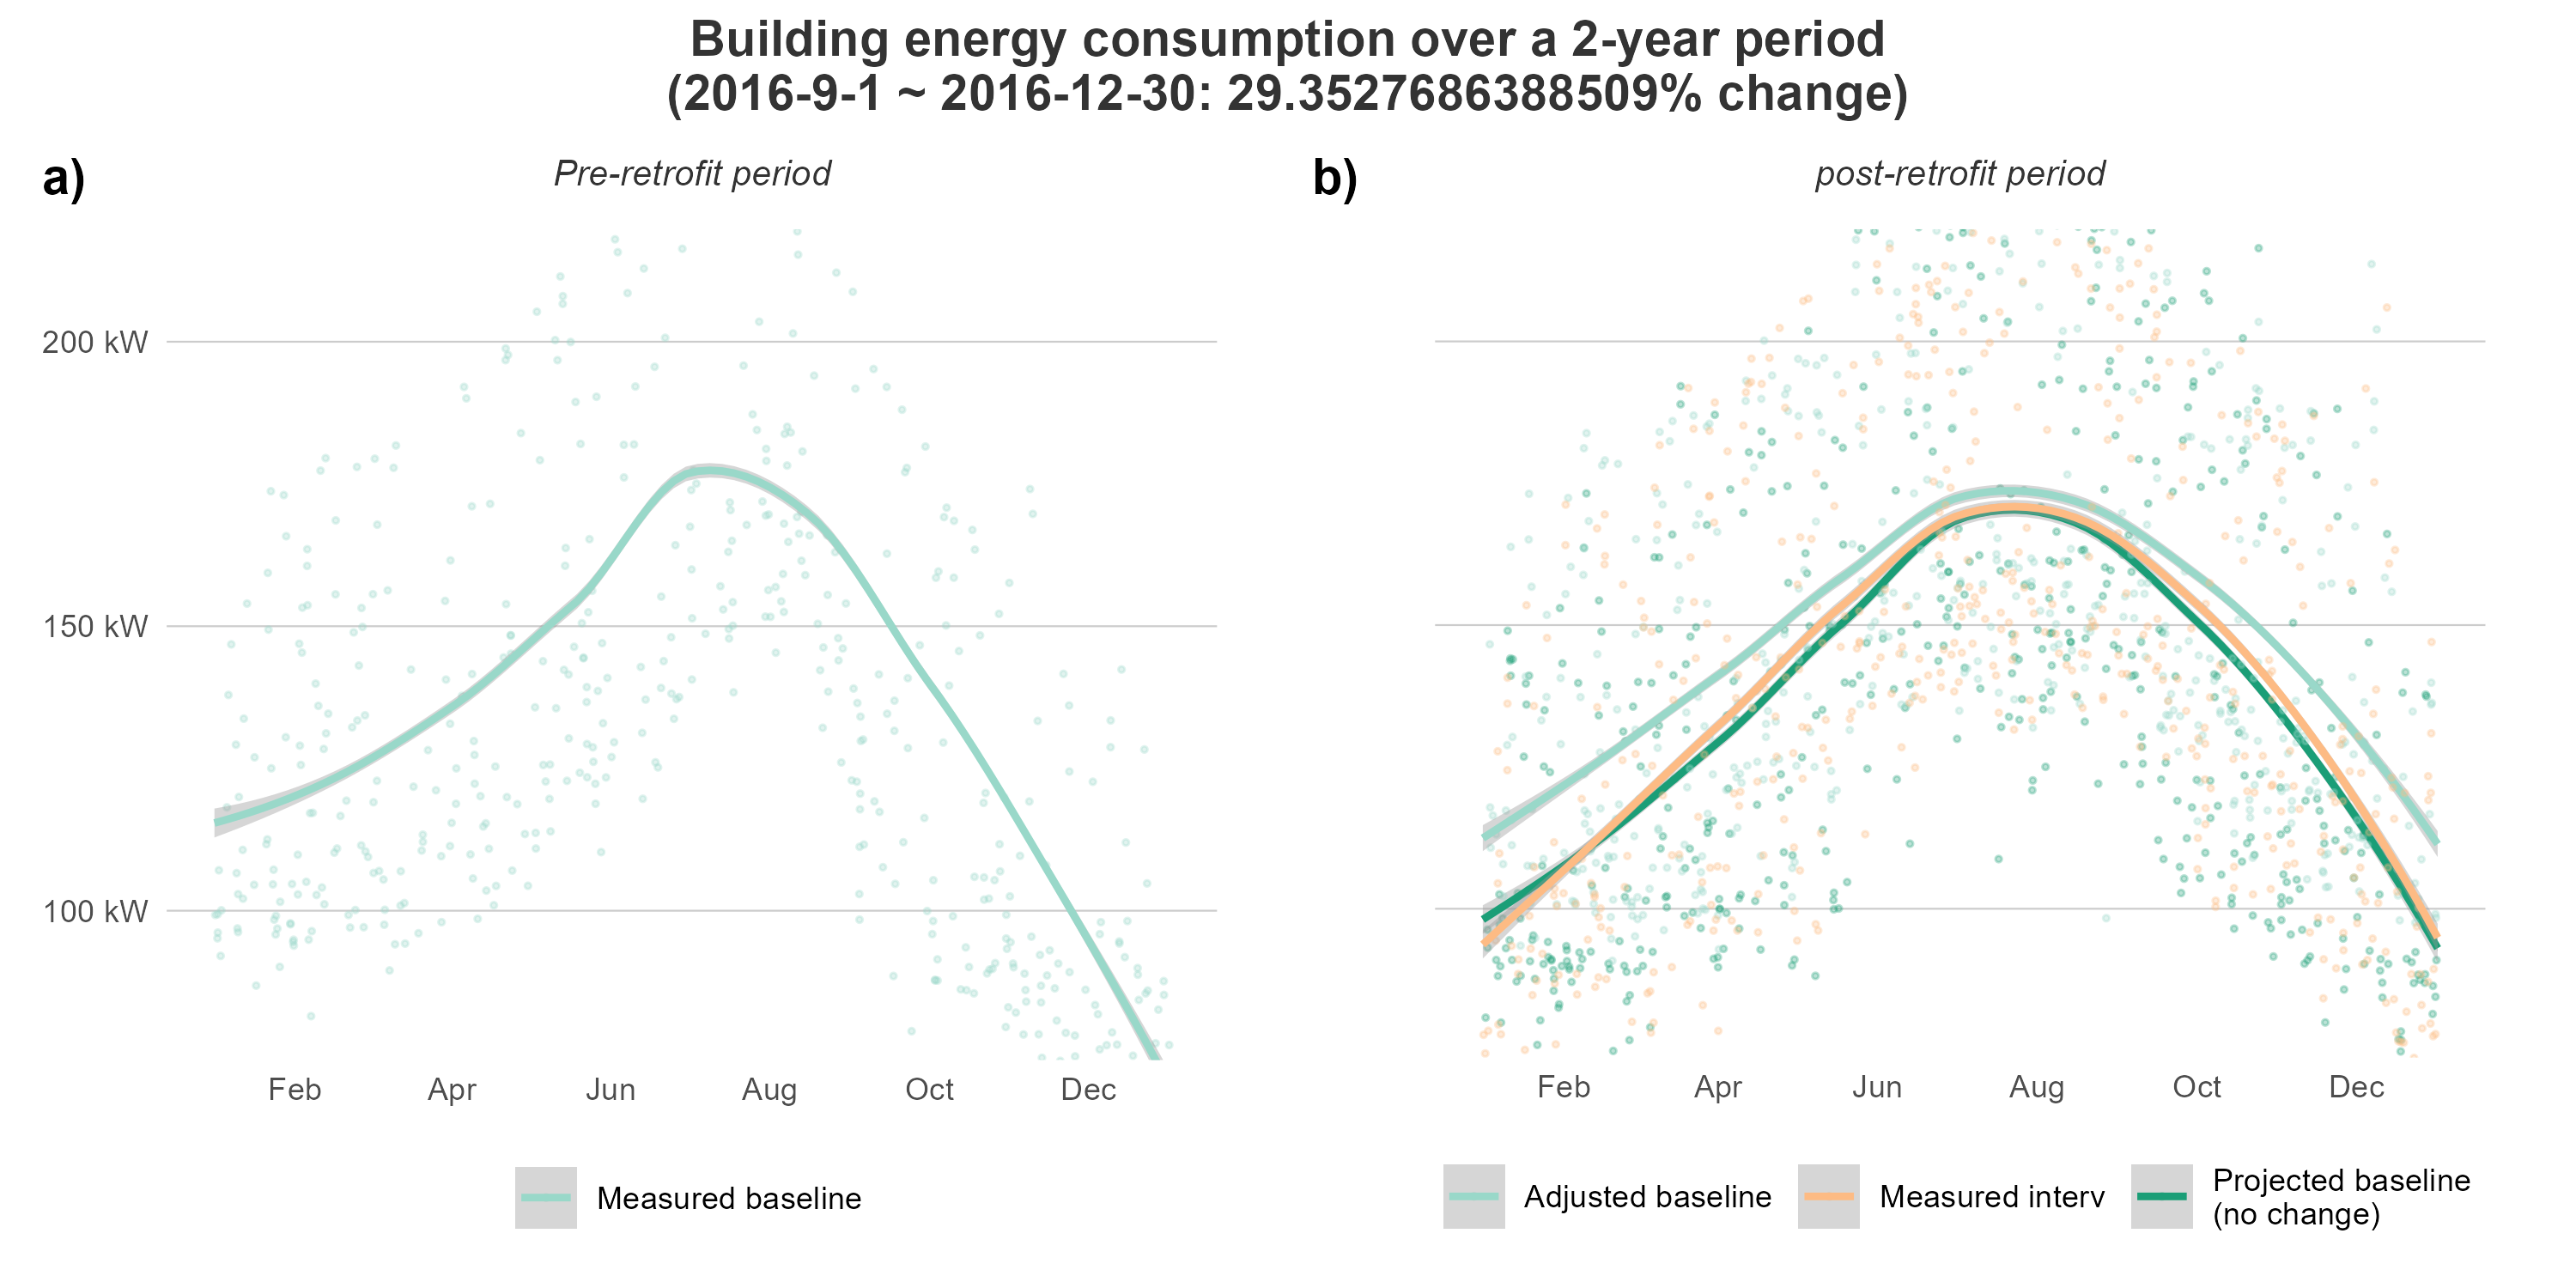 Building energy consumption over a 2-year period
(2016-9-1 ~ 2016-12-30: 29.3527686388509% change)
a)
Pre-retrofit period
200 kW
150 kW
100 kW
Feb Apr Jun Aug Oct Dec
Measured baseline
b)
post-retrofit period
Feb Apr Jun Aug Oct Dec
Adjusted baseline
Measured interv
Projected baseline
(no change)